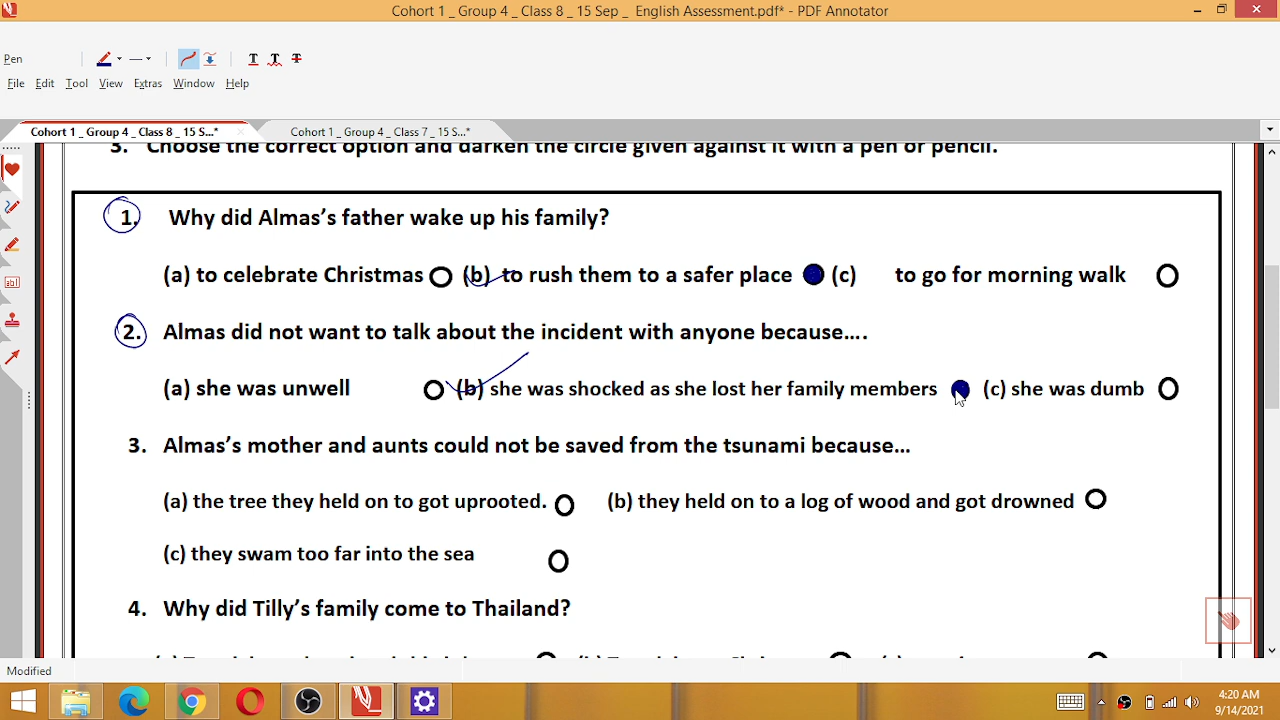 Cohort 1 _ Group 4 _ Class 8 _ 15 Sep _ English Assessment.pdf* - PDF Annotator
Pen
T T T
File Edit Tool View Extras Window Help
Cohort 1 _ Group 4 _ Class 8 _ 15 S...* Cohort 1 _ Group 4 _ Class 7 _ 15 S...*
3. Choose the correct option and darken the circle given against it with a pen or pencil.
1. Why did Almas’s father wake up his family?
(a) to celebrate Christmas (b) to rush them to a safer place (c) to go for morning walk
2. Almas did not want to talk about the incident with anyone because….
(a) she was unwell (b) she was shocked as she lost her family members (c) she was dumb
3. Almas’s mother and aunts could not be saved from the tsunami because…
(a) the tree they held on to got uprooted. (b) they held on to a log of wood and got drowned
(c) they swam too far into the sea
4. Why did Tilly’s family come to Thailand?
Modified
4:20 AM
9/14/2021